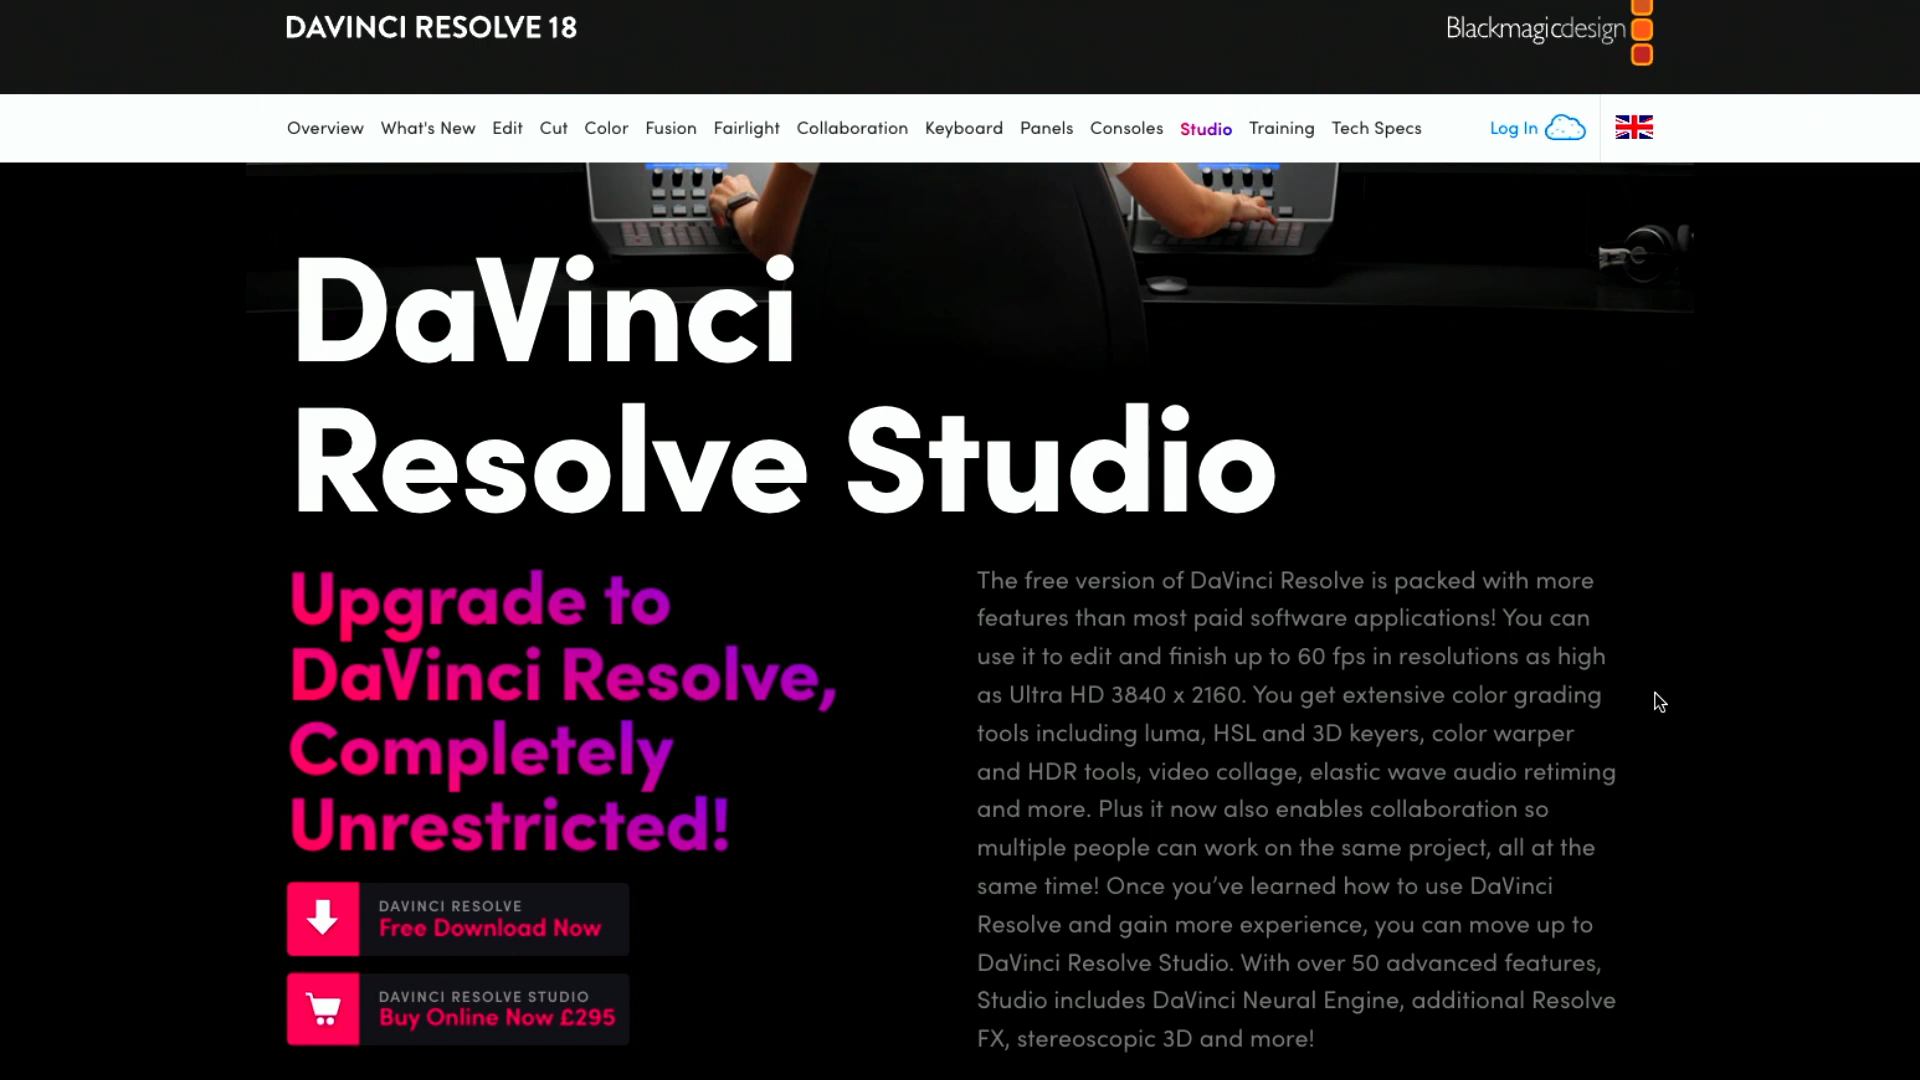 DAVINCI RESOLVE 18
Blackmagicdesign
Overview What's New Edit Cut Color Fusion Fairlight Collaboration Keyboard Panels Consoles Studio Training Tech Specs Log In
DaVinci
Resolve Studio
Upgrade to
DaVinci Resolve,
Completely
Unrestricted!
DAVINCI RESOLVE
Free Download Now
DAVINCI RESOLVE STUDIO
Buy Online Now £295
The free version of DaVinci Resolve is packed with more
features than most paid software applications! You can
use it to edit and finish up to 60 fps in resolutions as high
as Ultra HD 3840 x 2160. You get extensive color grading
tools including luma, HSL and 3D keyers, color warper
and HDR tools, video collage, elastic wave audio retiming
and more. Plus it now also enables collaboration so
multiple people can work on the same project, all at the
same time! Once you’ve learned how to use DaVinci
Resolve and gain more experience, you can move up to
DaVinci Resolve Studio. With over 50 advanced features,
Studio includes DaVinci Neural Engine, additional Resolve
FX, stereoscopic 3D and more!